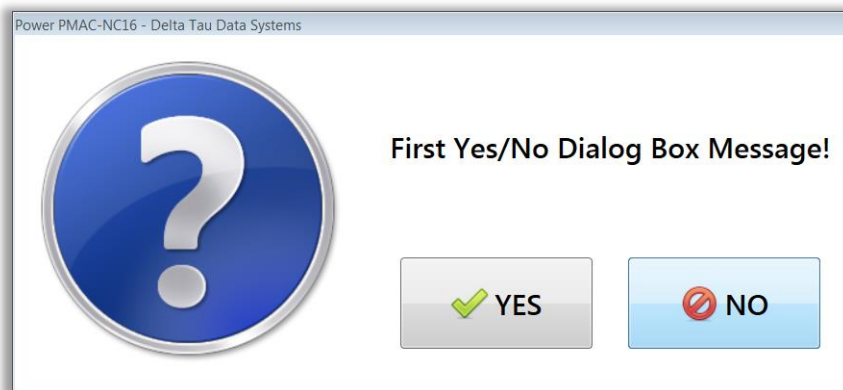 Power PMAC-NC16 - Delta Tau Data Systems
First Yes/No Dialog Box Message!
YES
NO